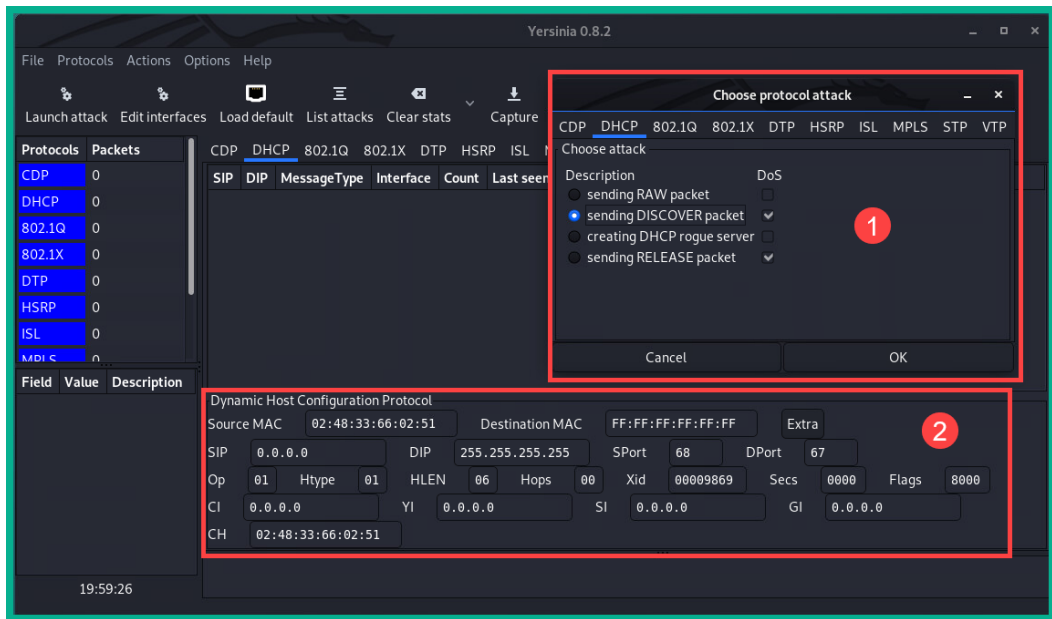 Yersinia 0.8.2
File Protocols Actions Options Help
Launch attack Edit interfaces Load default List attacks Clear stats Capture
Choose protocol attack
CDP DHCP 802.1Q 802.1X DTP HSRP ISL MPLS STP VTP
Choose attack
Description DoS
sending RAW packet
sending DISCOVER packet
creating DHCP rogue server
sending RELEASE packet
1
Cancel OK
Protocols Packets
CDP 0
DHCP 0
802.1Q 0
802.1X 0
DTP 0
HSRP 0
ISL 0
MPLS 0
CDP DHCP 802.1Q 802.1X DTP HSRP ISL
SIP DIP MessageType Interface Count Last seen
Field Value Description
Dynamic Host Configuration Protocol
Source MAC 02:48:33:66:02:51 Destination MAC FF:FF:FF:FF:FF:FF Extra
2
SIP 0.0.0.0 DIP 255.255.255.255 SPort 68 DPort 67
Op 01 Htype 01 HLEN 06 Hops 00 Xid 00009869 Secs 0000 Flags 8000
CI 0.0.0.0 YI 0.0.0.0 SI 0.0.0.0 GI 0.0.0.0
CH 02:48:33:66:02:51
19:59:26